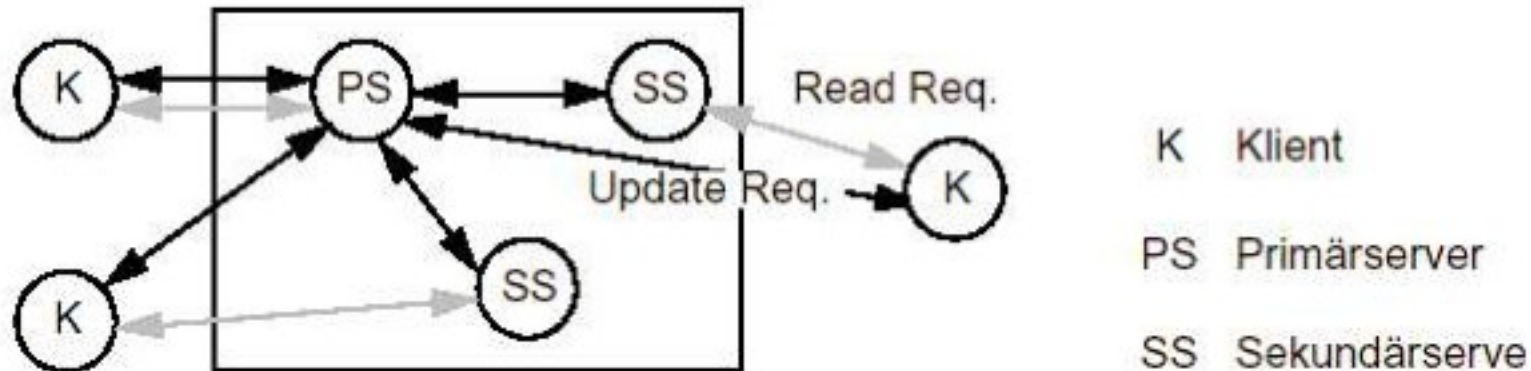 K
PS
SS
Read Req.
Update Req.
K
K
SS
K Klient
PS Primärserver
SS Sekundärserve